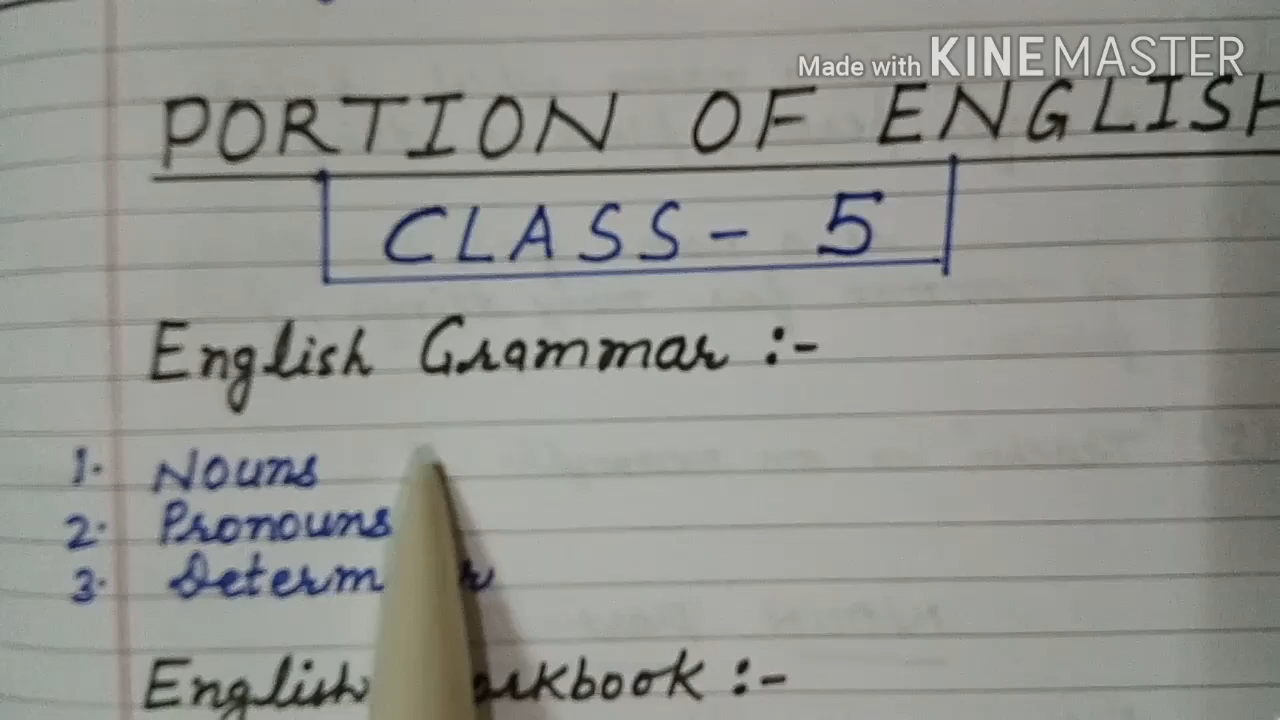 Made with KINEMASTER
PORTION OF ENGLISH
CLASS - 5
English Grammar :-
1. Nouns
2. Pronouns
3.
English :-